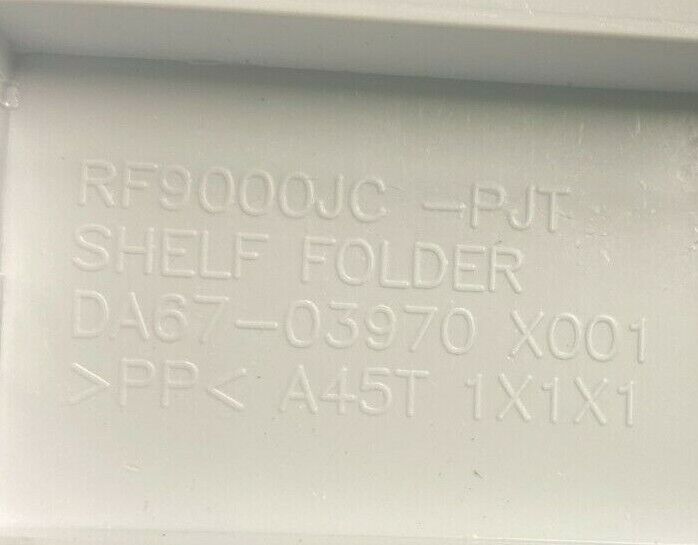 RF9000JC -PJT
SHELF FOLDER
DA67-03970 X001
>PP< A45T 1X1X1